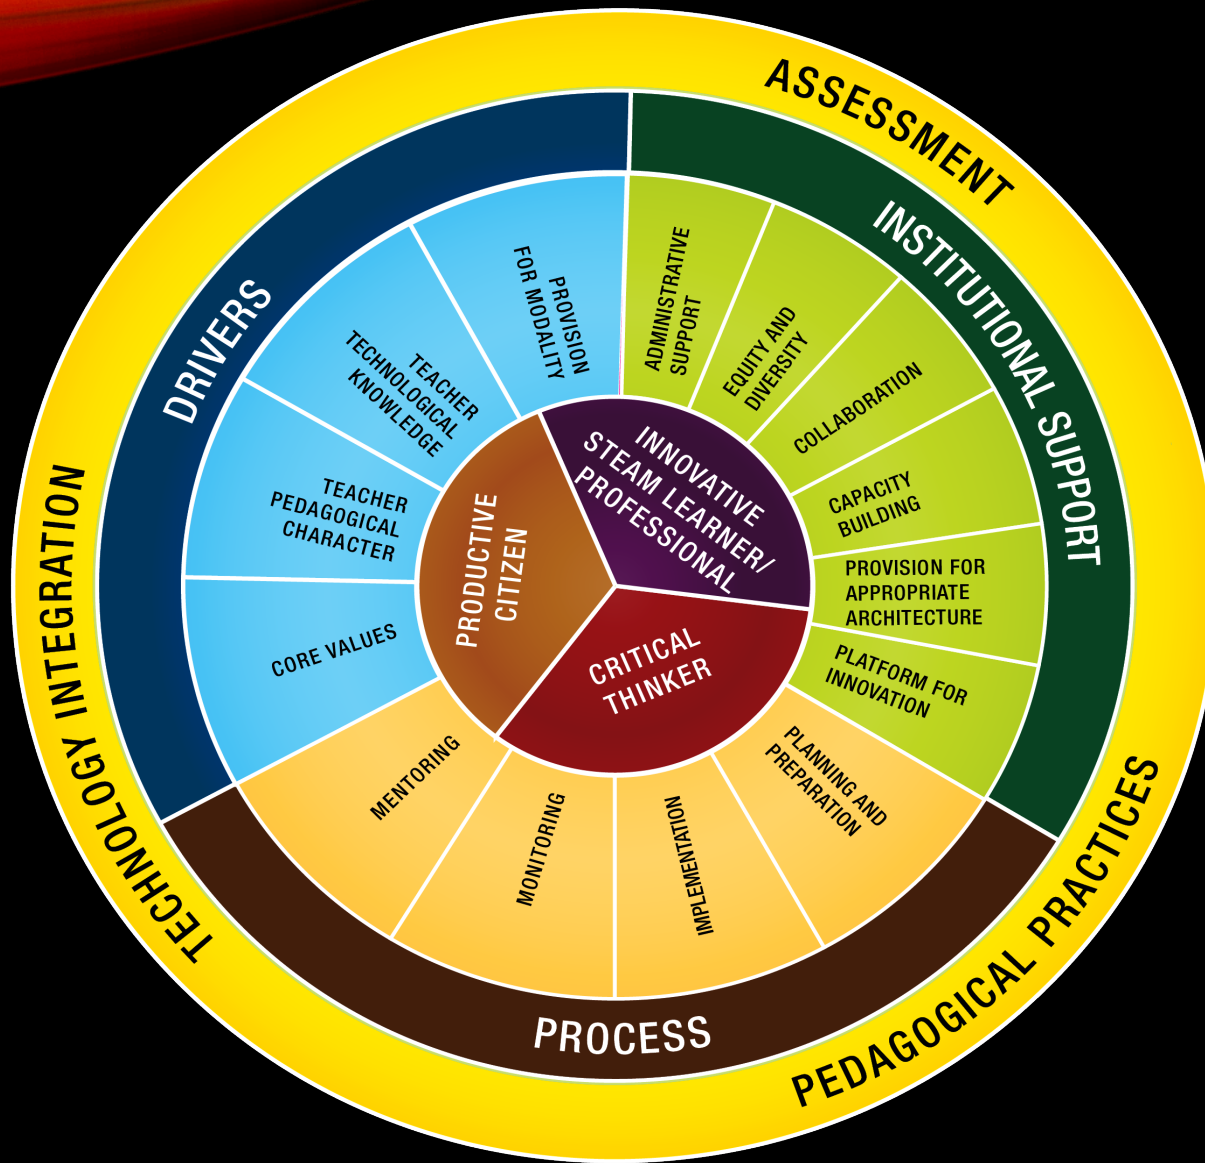 ASSESSMENT
INSTITUTIONAL SUPPORT
DRIVERS
PROVISION
FOR MODALITY
ADMINISTRATIVE
SUPPORT
EQUITY AND
DIVERSITY
COLLABORATION
CAPACITY
BUILDING
PROVISION FOR
APPROPRIATE
ARCHITECTURE
PLATFORM FOR
INNOVATION
TEACHER
TECHNOLOGICAL
KNOWLEDGE
TEACHER
PEDAGOGICAL
CHARACTER
CORE VALUES
INNOVATIVE
STEAM LEARNER/
PROFESSIONAL
PRODUCTIVE
CITIZEN
CRITICAL
THINKER
MENTORING
MONITORING
IMPLEMENTATION
PLANNING AND
PREPARATION
PROCESS
TECHNOLOGY INTEGRATION
PEDAGOGICAL PRACTICES